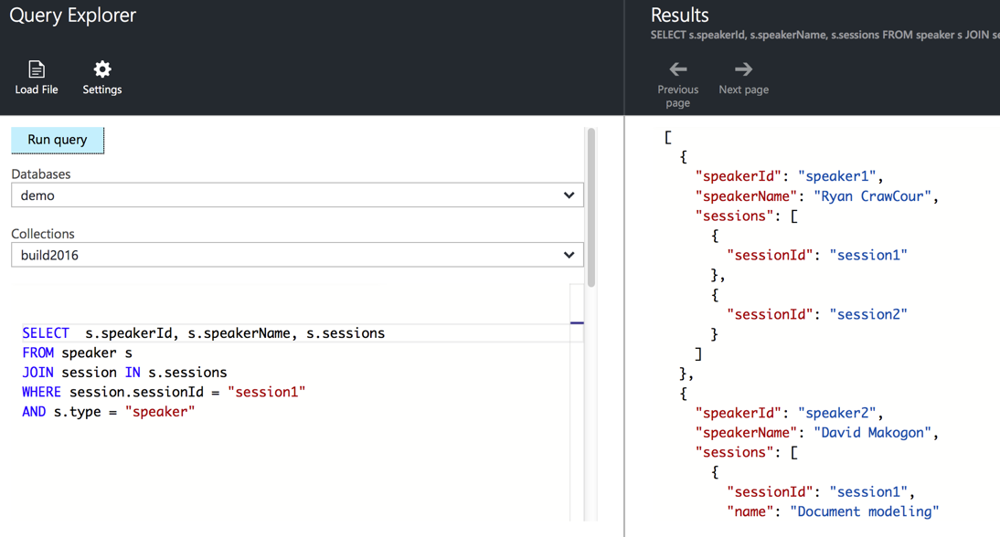 Query Explorer
Load File
Settings
Run query
Databases
demo
Collections
build2016
SELECT  s.speakerId, s.speakerName, s.sessions
FROM speaker s
JOIN session IN s.sessions
WHERE session.sessionId = "session1"
AND s.type = "speaker"
Results
SELECT s.speakerId, s.speakerName, s.sessions FROM speaker s JOIN se
Previous page
Next page
[
{
"speakerId": "speaker1",
"speakerName": "Ryan CrawCour",
"sessions": [
{
"sessionId": "session1"
},
{
"sessionId": "session2"
}
]
},
{
"speakerId": "speaker2",
"speakerName": "David Makogon",
"sessions": [
{
"sessionId": "session1",
"name": "Document modeling"